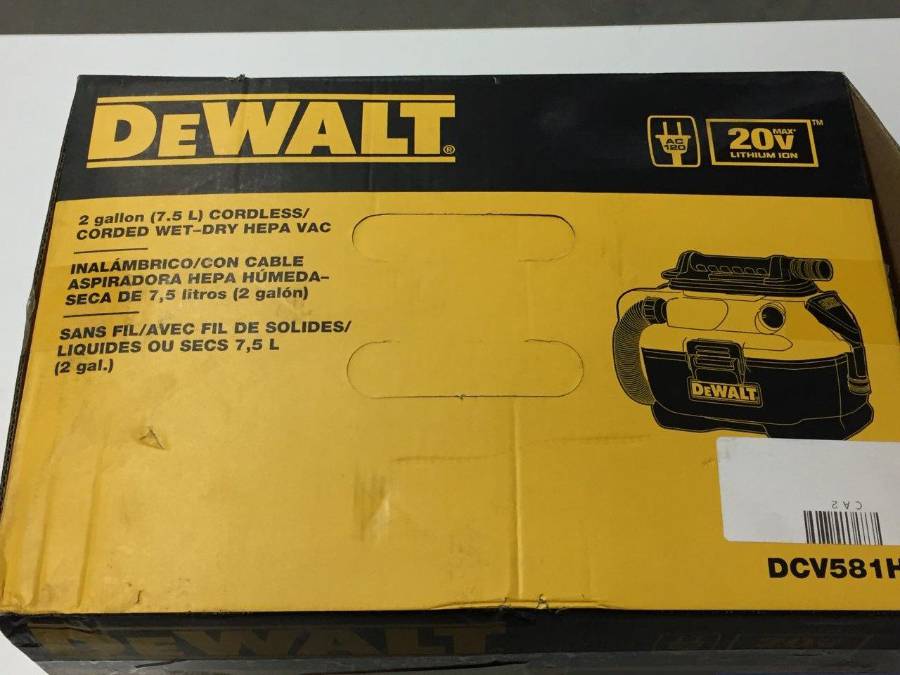 DEWALT®
AC
120
20V MAX* ™
LITHIUM ION
2 gallon (7.5 L) CORDLESS/
CORDED WET-DRY HEPA VAC
INALÁMBRICO/CON CABLE
ASPIRADORA HEPA HÚMEDA-
SECA DE 7,5 litros (2 galón)
SANS FIL/AVEC FIL DE SOLIDES/
LIQUIDES OU SECS 7,5 L
(2 gal.)
DEWALT
CA2
DCV581H
DEWALT